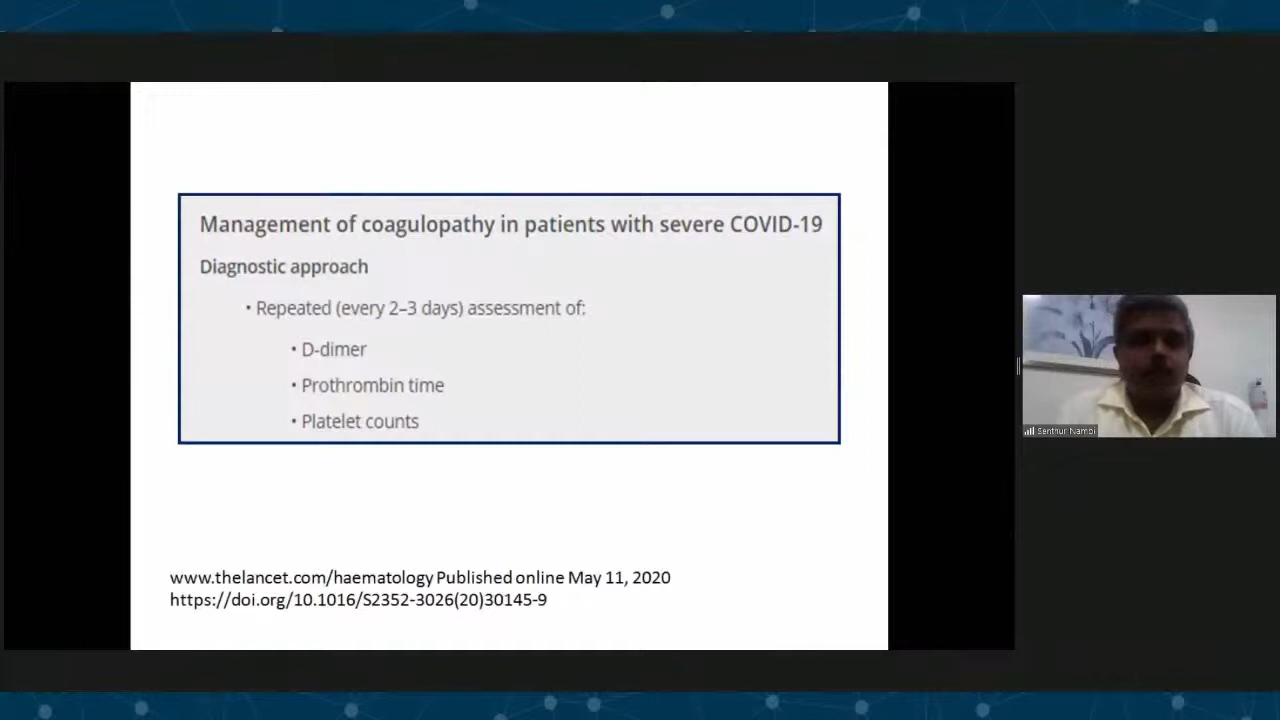 Management of coagulopathy in patients with severe COVID-19
Diagnostic approach
• Repeated (every 2–3 days) assessment of:
• D-dimer
• Prothrombin time
• Platelet counts
www.thelancet.com/haematology Published online May 11, 2020
https://doi.org/10.1016/S2352-3026(20)30145-9
Senthur Nambi